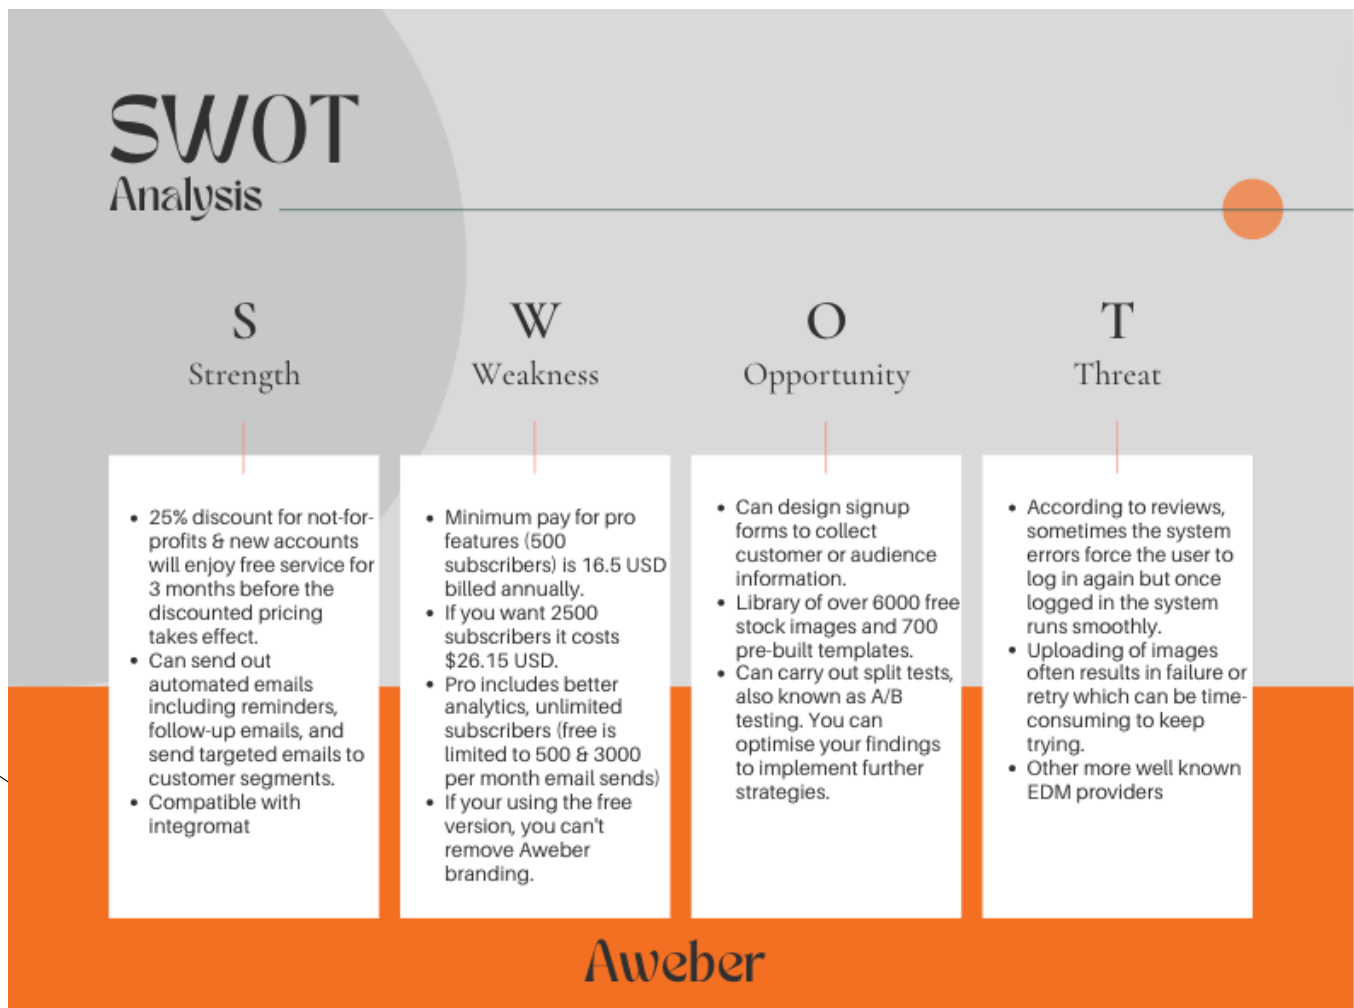 SWOT
Analysis
S
Strength
W
Weakness
O
Opportunity
T
Threat
• 25% discount for not-for-
profits & new accounts
will enjoy free service for
3 months before the
discounted pricing
takes effect.
• Can send out
automated emails
including reminders,
follow-up emails, and
send targeted emails to
customer segments.
• Compatible with
integromat
• Minimum pay for pro
features (500
subscribers) is 16.5 USD
billed annually.
• If you want 2500
subscribers it costs
$26.15 USD.
• Pro includes better
analytics, unlimited
subscribers (free is
limited to 500 & 3000
per month email sends)
• If your using the free
version, you can't
remove Aweber
branding.
• Can design signup
forms to collect
customer or audience
information.
• Library of over 6000 free
stock images and 700
pre-built templates.
• Can carry out split tests,
also known as A/B
testing. You can
optimise your findings
to implement further
strategies.
• According to reviews,
sometimes the system
errors force the user to
log in again but once
logged in the system
runs smoothly.
• Uploading of images
often results in failure or
retry which can be time-
consuming to keep
trying.
• Other more well known
EDM providers
Aweber